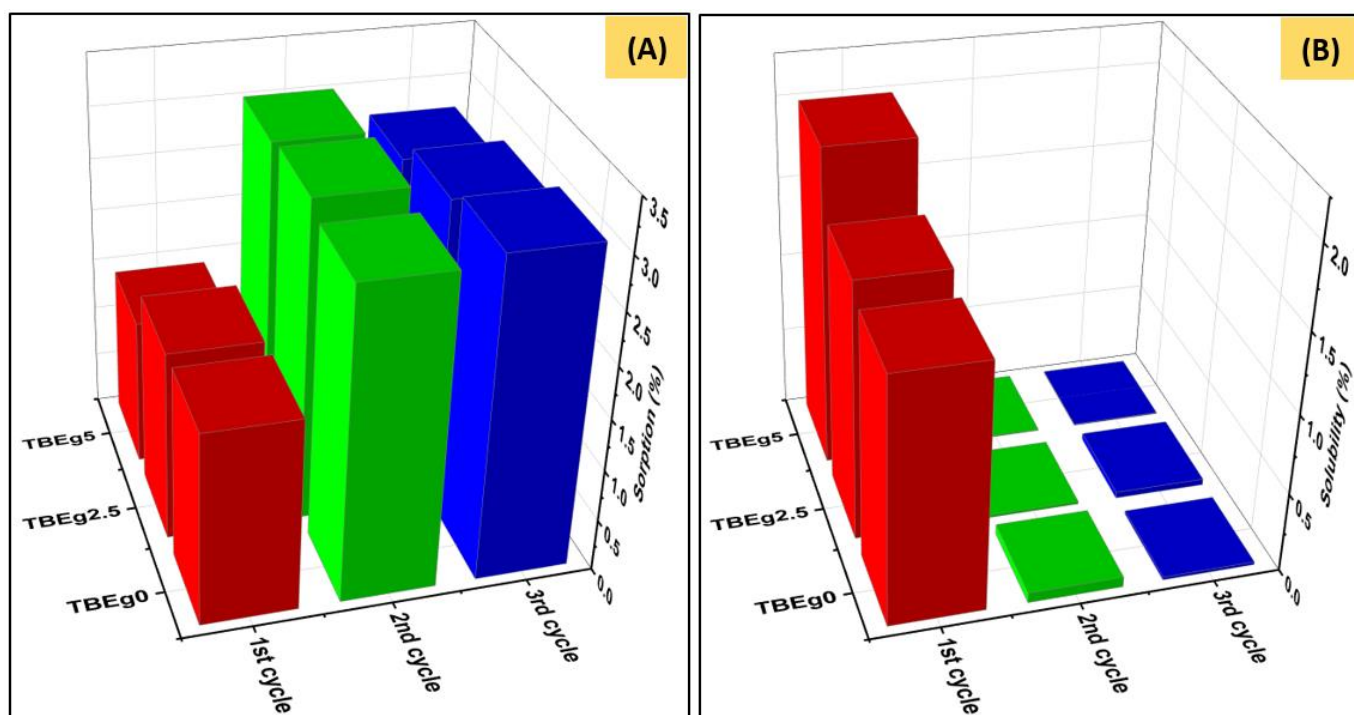 (A)
3.5
3.0
2.5
2.0
1.5
1.0
0.5
0.0
Sorption (%)
TBEg5
TBEg2.5
TBEg0
1st cycle
2nd cycle
3rd cycle
(B)
2.0
1.5
1.0
0.5
0.0
Solubility (%)
TBEg5
TBEg2.5
TBEg0
1st cycle
2nd cycle
3rd cycle